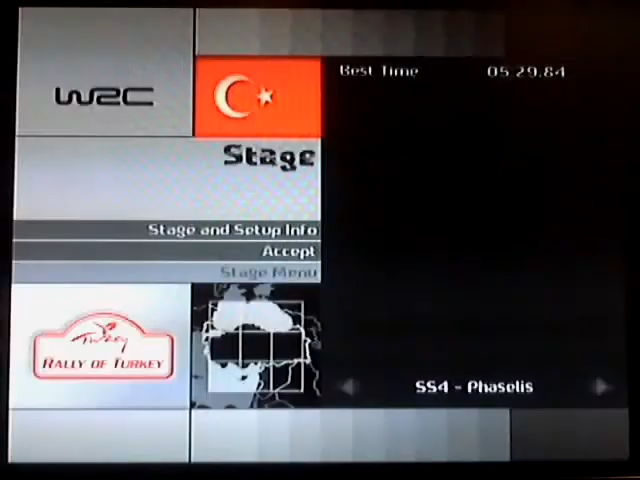 WRC
Best Time 05:29.84
Stage
Stage and Setup Info
Accept
Stage Menu
Turkey
RALLY OF TURKEY
SS4 - Phaselis